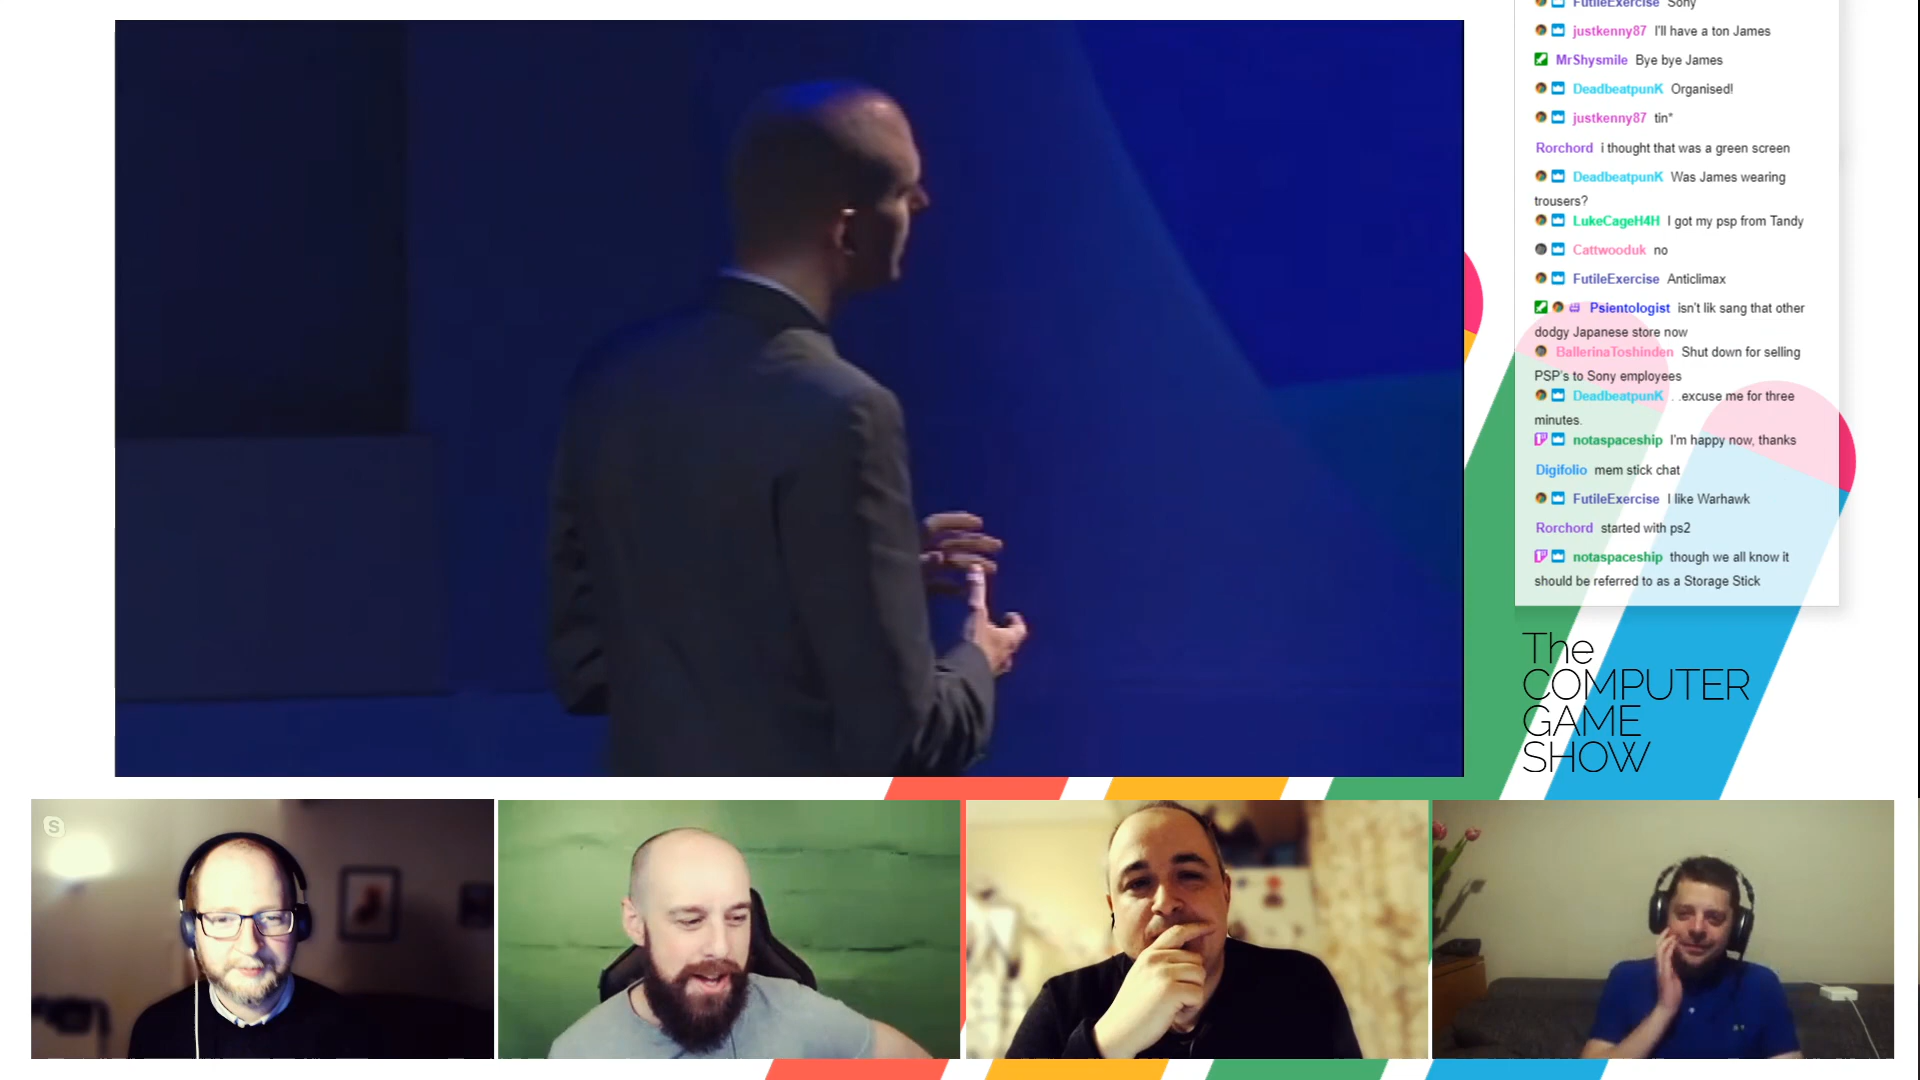 FutileExercise Sony
justkenny87 I'll have a ton James
MrShysmile Bye bye James
DeadbeatpunK Organised!
justkenny87 tin*
Rorchord i thought that was a green screen
DeadbeatpunK Was James wearing
trousers?
LukeCageH4H I got my psp from Tandy
Cattwooduk no
FutileExercise Anticlimax
Psientologist isn't lik sang that other
dodgy Japanese store now
BallerinaToshinden Shut down for selling
PSP's to Sony employees
DeadbeatpunK . .excuse me for three
minutes.
notaspaceship I'm happy now, thanks
Digifolio mem stick chat
FutileExercise I like Warhawk
Rorchord started with ps2
notaspaceship though we all know it
should be referred to as a Storage Stick
The
COMPUTER
GAME
SHOW